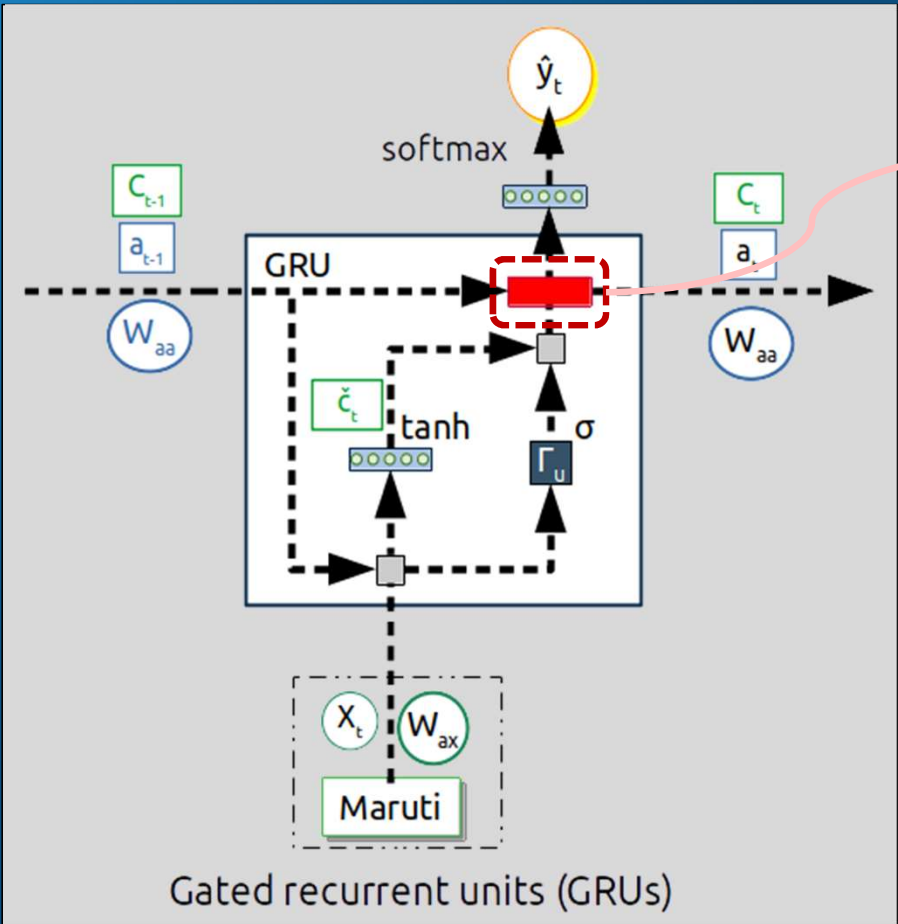 ŷt
softmax
Ct-1
Ct
at-1
at
GRU
Waa
Waa
čt
tanh
σ
Γu
Xt
Wax
Maruti
Gated recurrent units (GRUs)